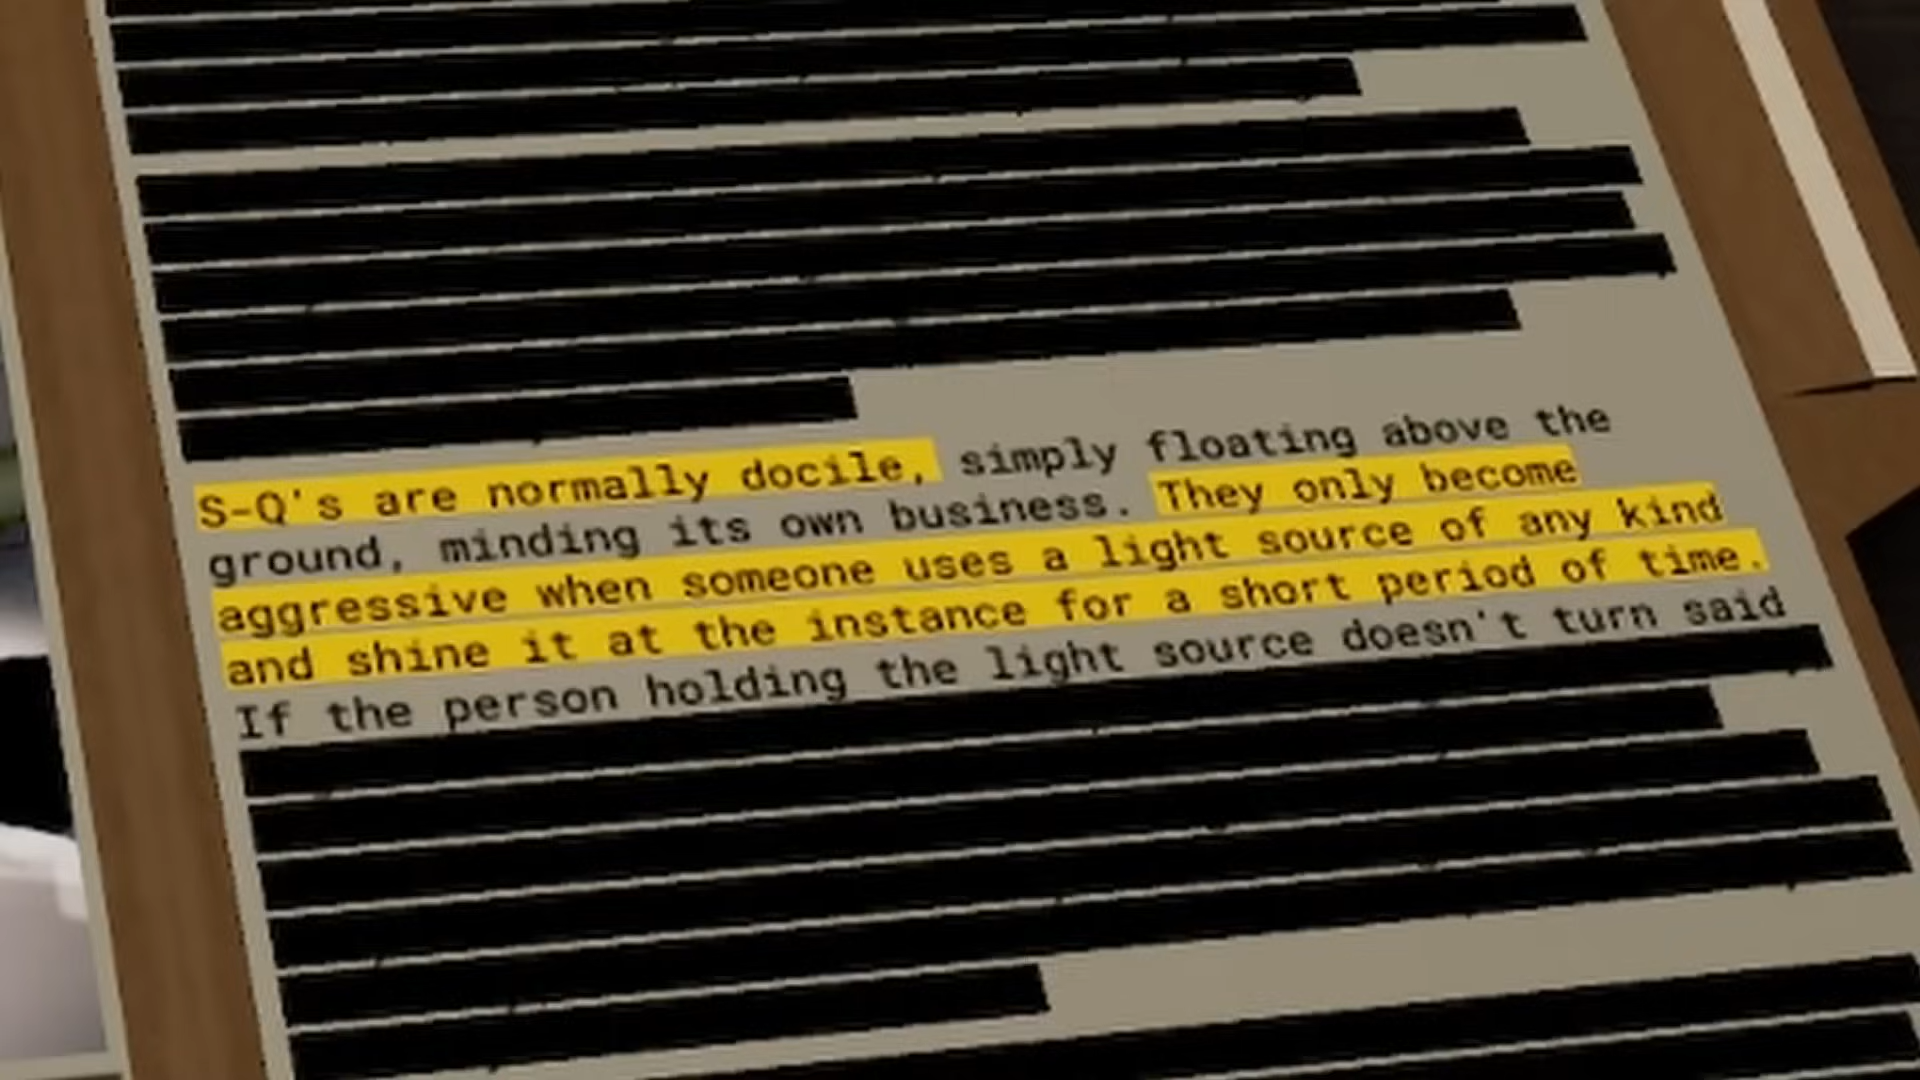 S-Q's are normally docile, simply floating above the
ground, minding its own business. They only become
aggressive when someone uses a light source of any kind
and shine it at the instance for a short period of time.
If the person holding the light source doesn't turn said